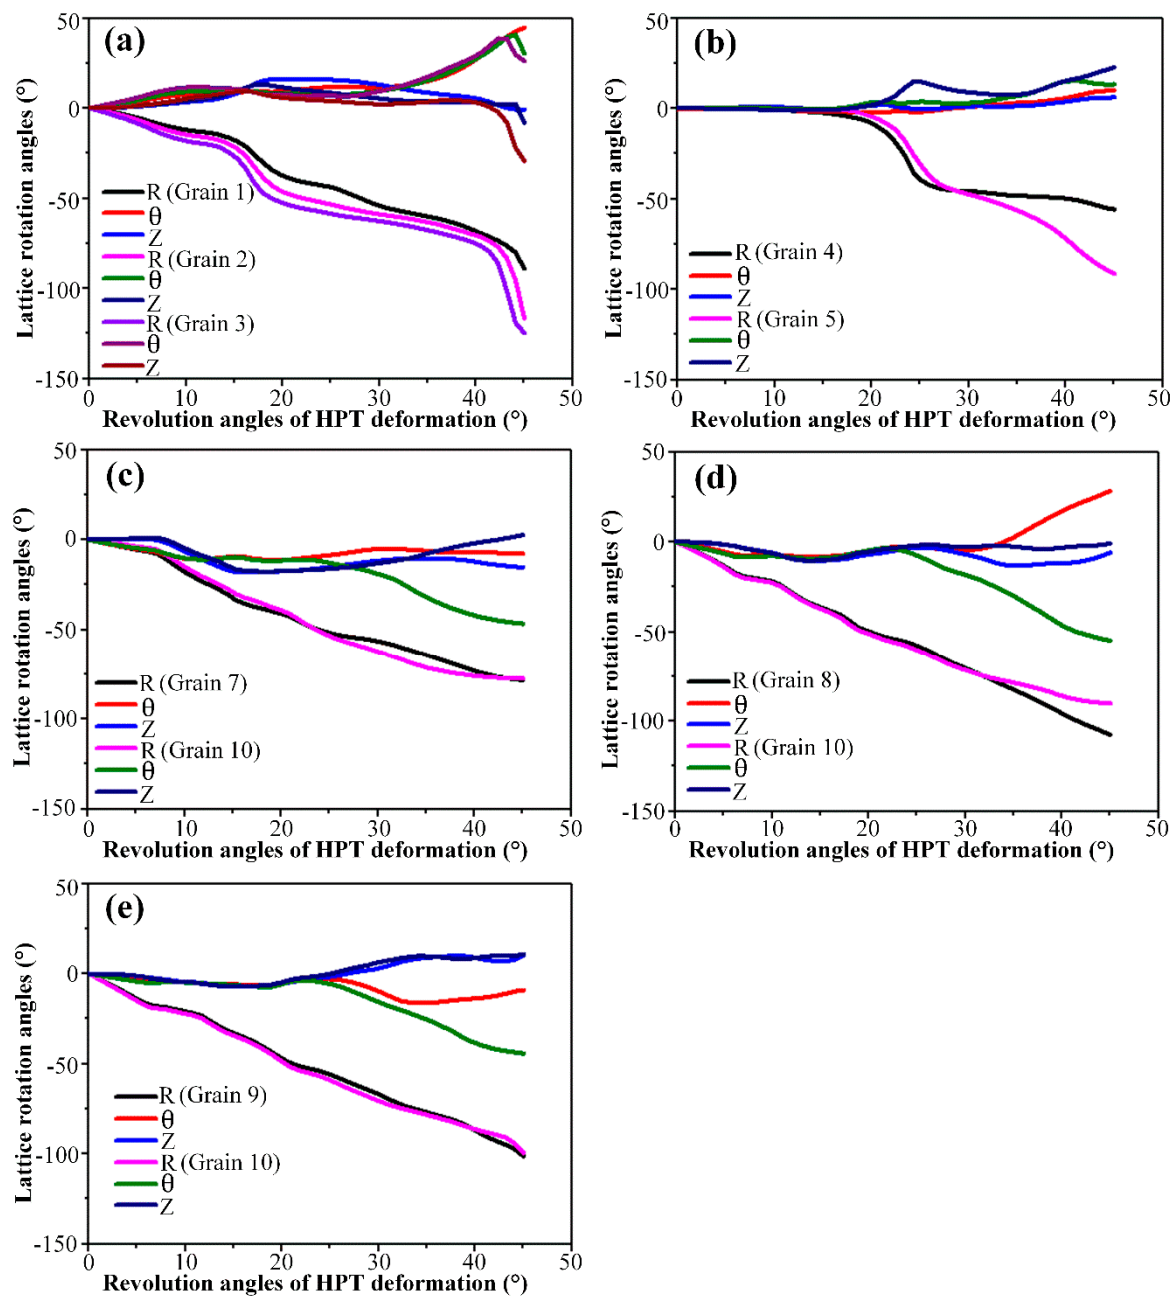 (a)
50
0
-50
-100
-150
Lattice rotation angles (°)
R (Grain 1)
θ
Z
R (Grain 2)
θ
Z
R (Grain 3)
θ
Z
0 10 20 30 40 50
Revolution angles of HPT deformation (°)
(b)
50
0
-50
-100
-150
Lattice rotation angles (°)
R (Grain 4)
θ
Z
R (Grain 5)
θ
Z
0 10 20 30 40 50
Revolution angles of HPT deformation (°)
(c)
50
0
-50
-100
-150
Lattice rotation angles (°)
R (Grain 7)
θ
Z
R (Grain 10)
θ
Z
0 10 20 30 40 50
Revolution angles of HPT deformation (°)
(d)
50
0
-50
-100
-150
Lattice rotation angles (°)
R (Grain 8)
θ
Z
R (Grain 10)
θ
Z
0 10 20 30 40 50
Revolution angles of HPT deformation (°)
(e)
50
0
-50
-100
-150
Lattice rotation angles (°)
R (Grain 9)
θ
Z
R (Grain 10)
θ
Z
0 10 20 30 40 50
Revolution angles of HPT deformation (°)